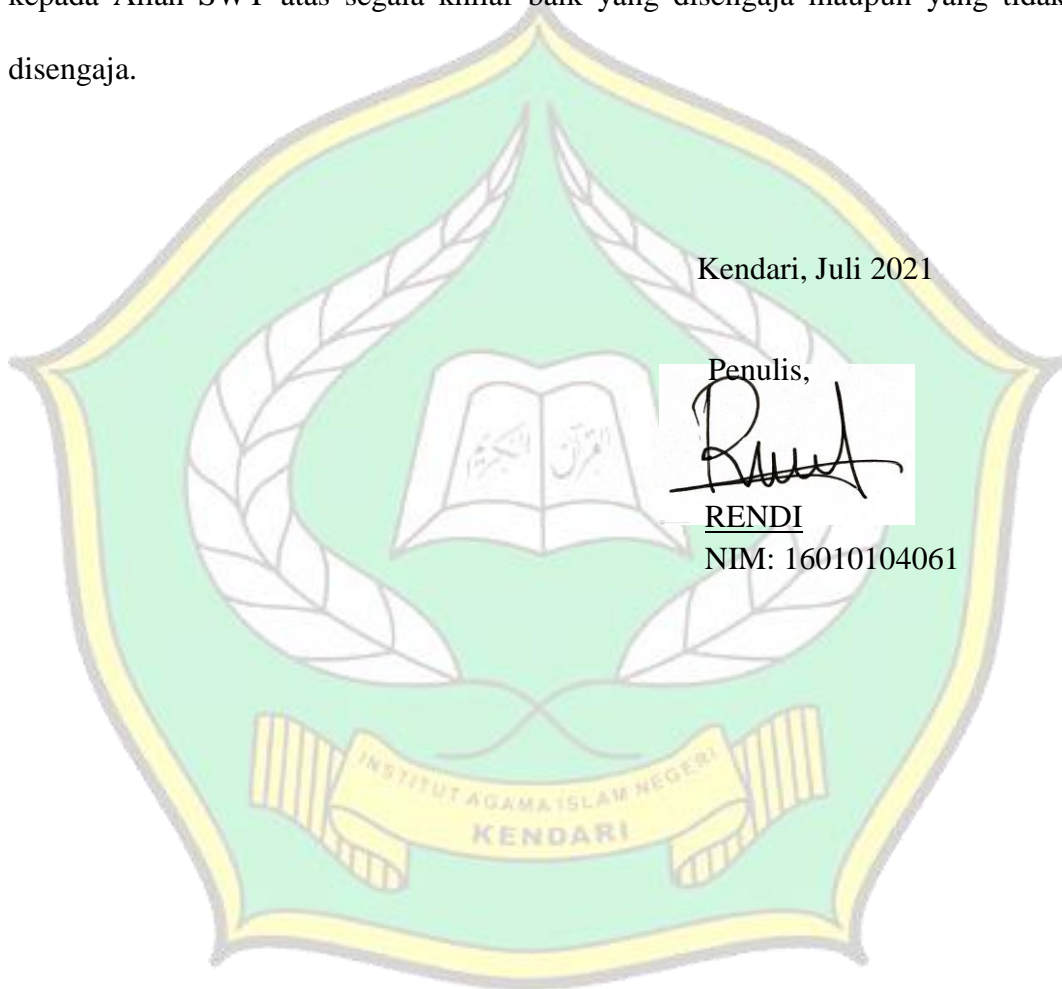 kepada Allah SWT atas segala khilaf baik yang disengaja maupun yang tidak
disengaja.
Kendari, Juli 2021
Penulis,
RENDI
NIM: 16010104061
INSTITUT AGAMA ISLAM NEGERI
KENDARI